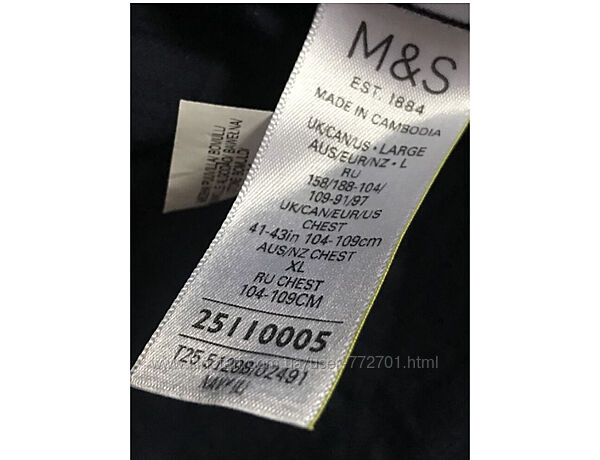 M&S
EST. 1884
MADE IN CAMBODIA
UK/CAN/US • LARGE
AUS/EUR/NZ • L
RU
158/188-104/
109-91/97
UK/CAN/EUR/US
CHEST
41-43in 104-109cm
AUS/NZ CHEST
XL
RU CHEST
104-109CM
25110005
T25 5129B/02491